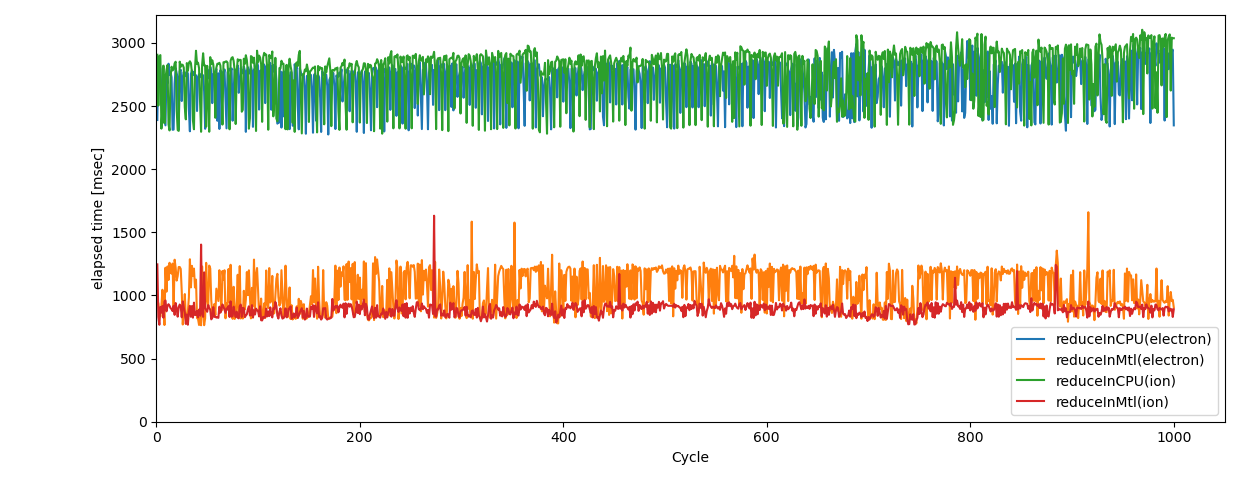 3000
2500
2000
1500
1000
500
0
elapsed time [msec]
0 200 400 600 800 1000
Cycle
reduceInCPU(electron)
reduceInMtl(electron)
reduceInCPU(ion)
reduceInMtl(ion)